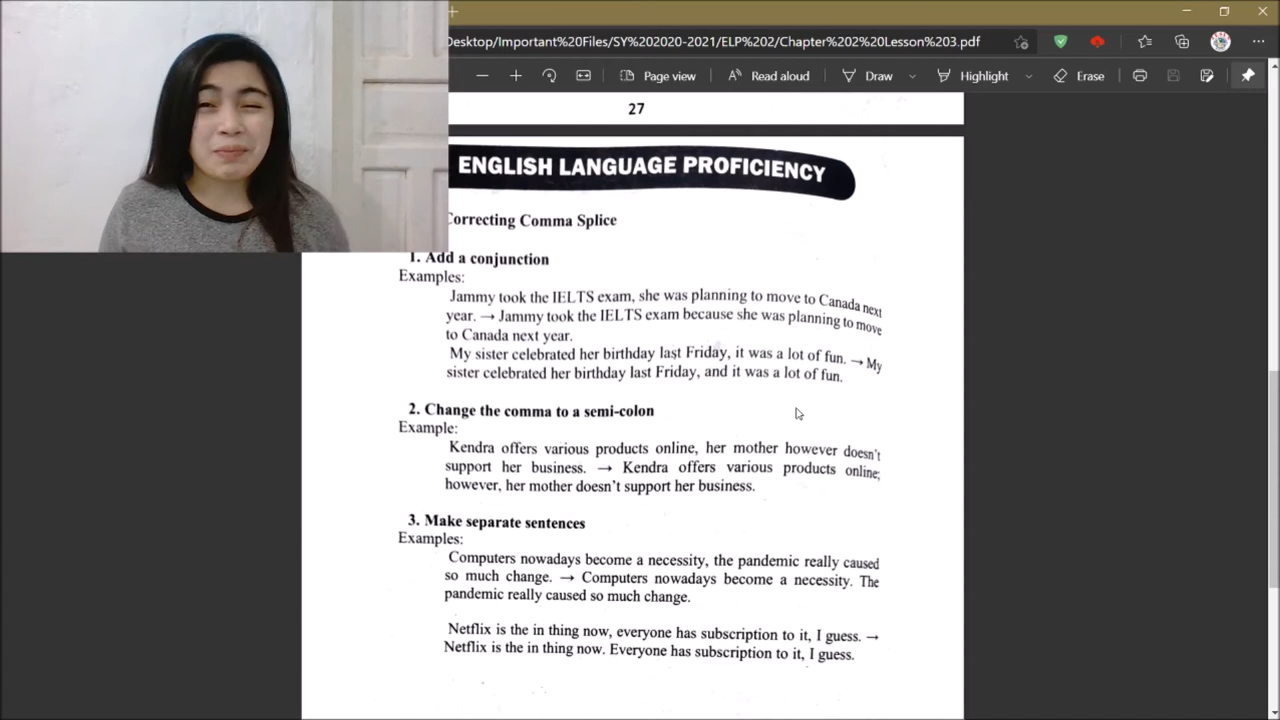 Desktop/Important%20Files/SY%202020-2021/ELP%202/Chapter%202%20Lesson%203.pdf
Page view
Read aloud
Draw
Highlight
Erase
27
ENGLISH LANGUAGE PROFICIENCY
Correcting Comma Splice
1. Add a conjunction
Examples:
Jammy took the IELTS exam, she was planning to move to Canada next
year. → Jammy took the IELTS exam because she was planning to move
to Canada next year.
My sister celebrated her birthday last Friday, it was a lot of fun. → My
sister celebrated her birthday last Friday, and it was a lot of fun.
2. Change the comma to a semi-colon
Example:
Kendra offers various products online, her mother however doesn't
support her business. → Kendra offers various products online;
however, her mother doesn't support her business.
3. Make separate sentences
Examples:
Computers nowadays become a necessity, the pandemic really caused
so much change. → Computers nowadays become a necessity. The
pandemic really caused so much change.
Netflix is the in thing now, everyone has subscription to it, I guess. →
Netflix is the in thing now. Everyone has subscription to it, I guess.